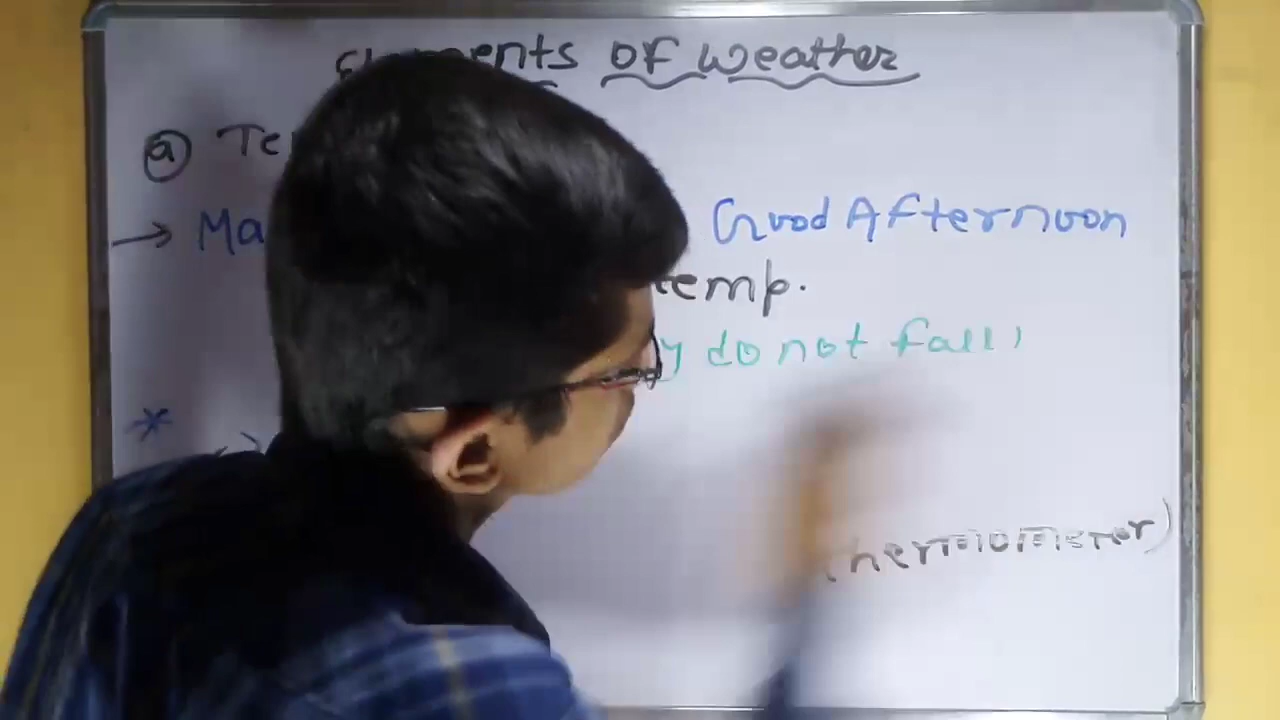 Elements of Weather
ⓐ Te
→ Ma Good Afternoon
temp.
y do not fall,
*
(thermometer)